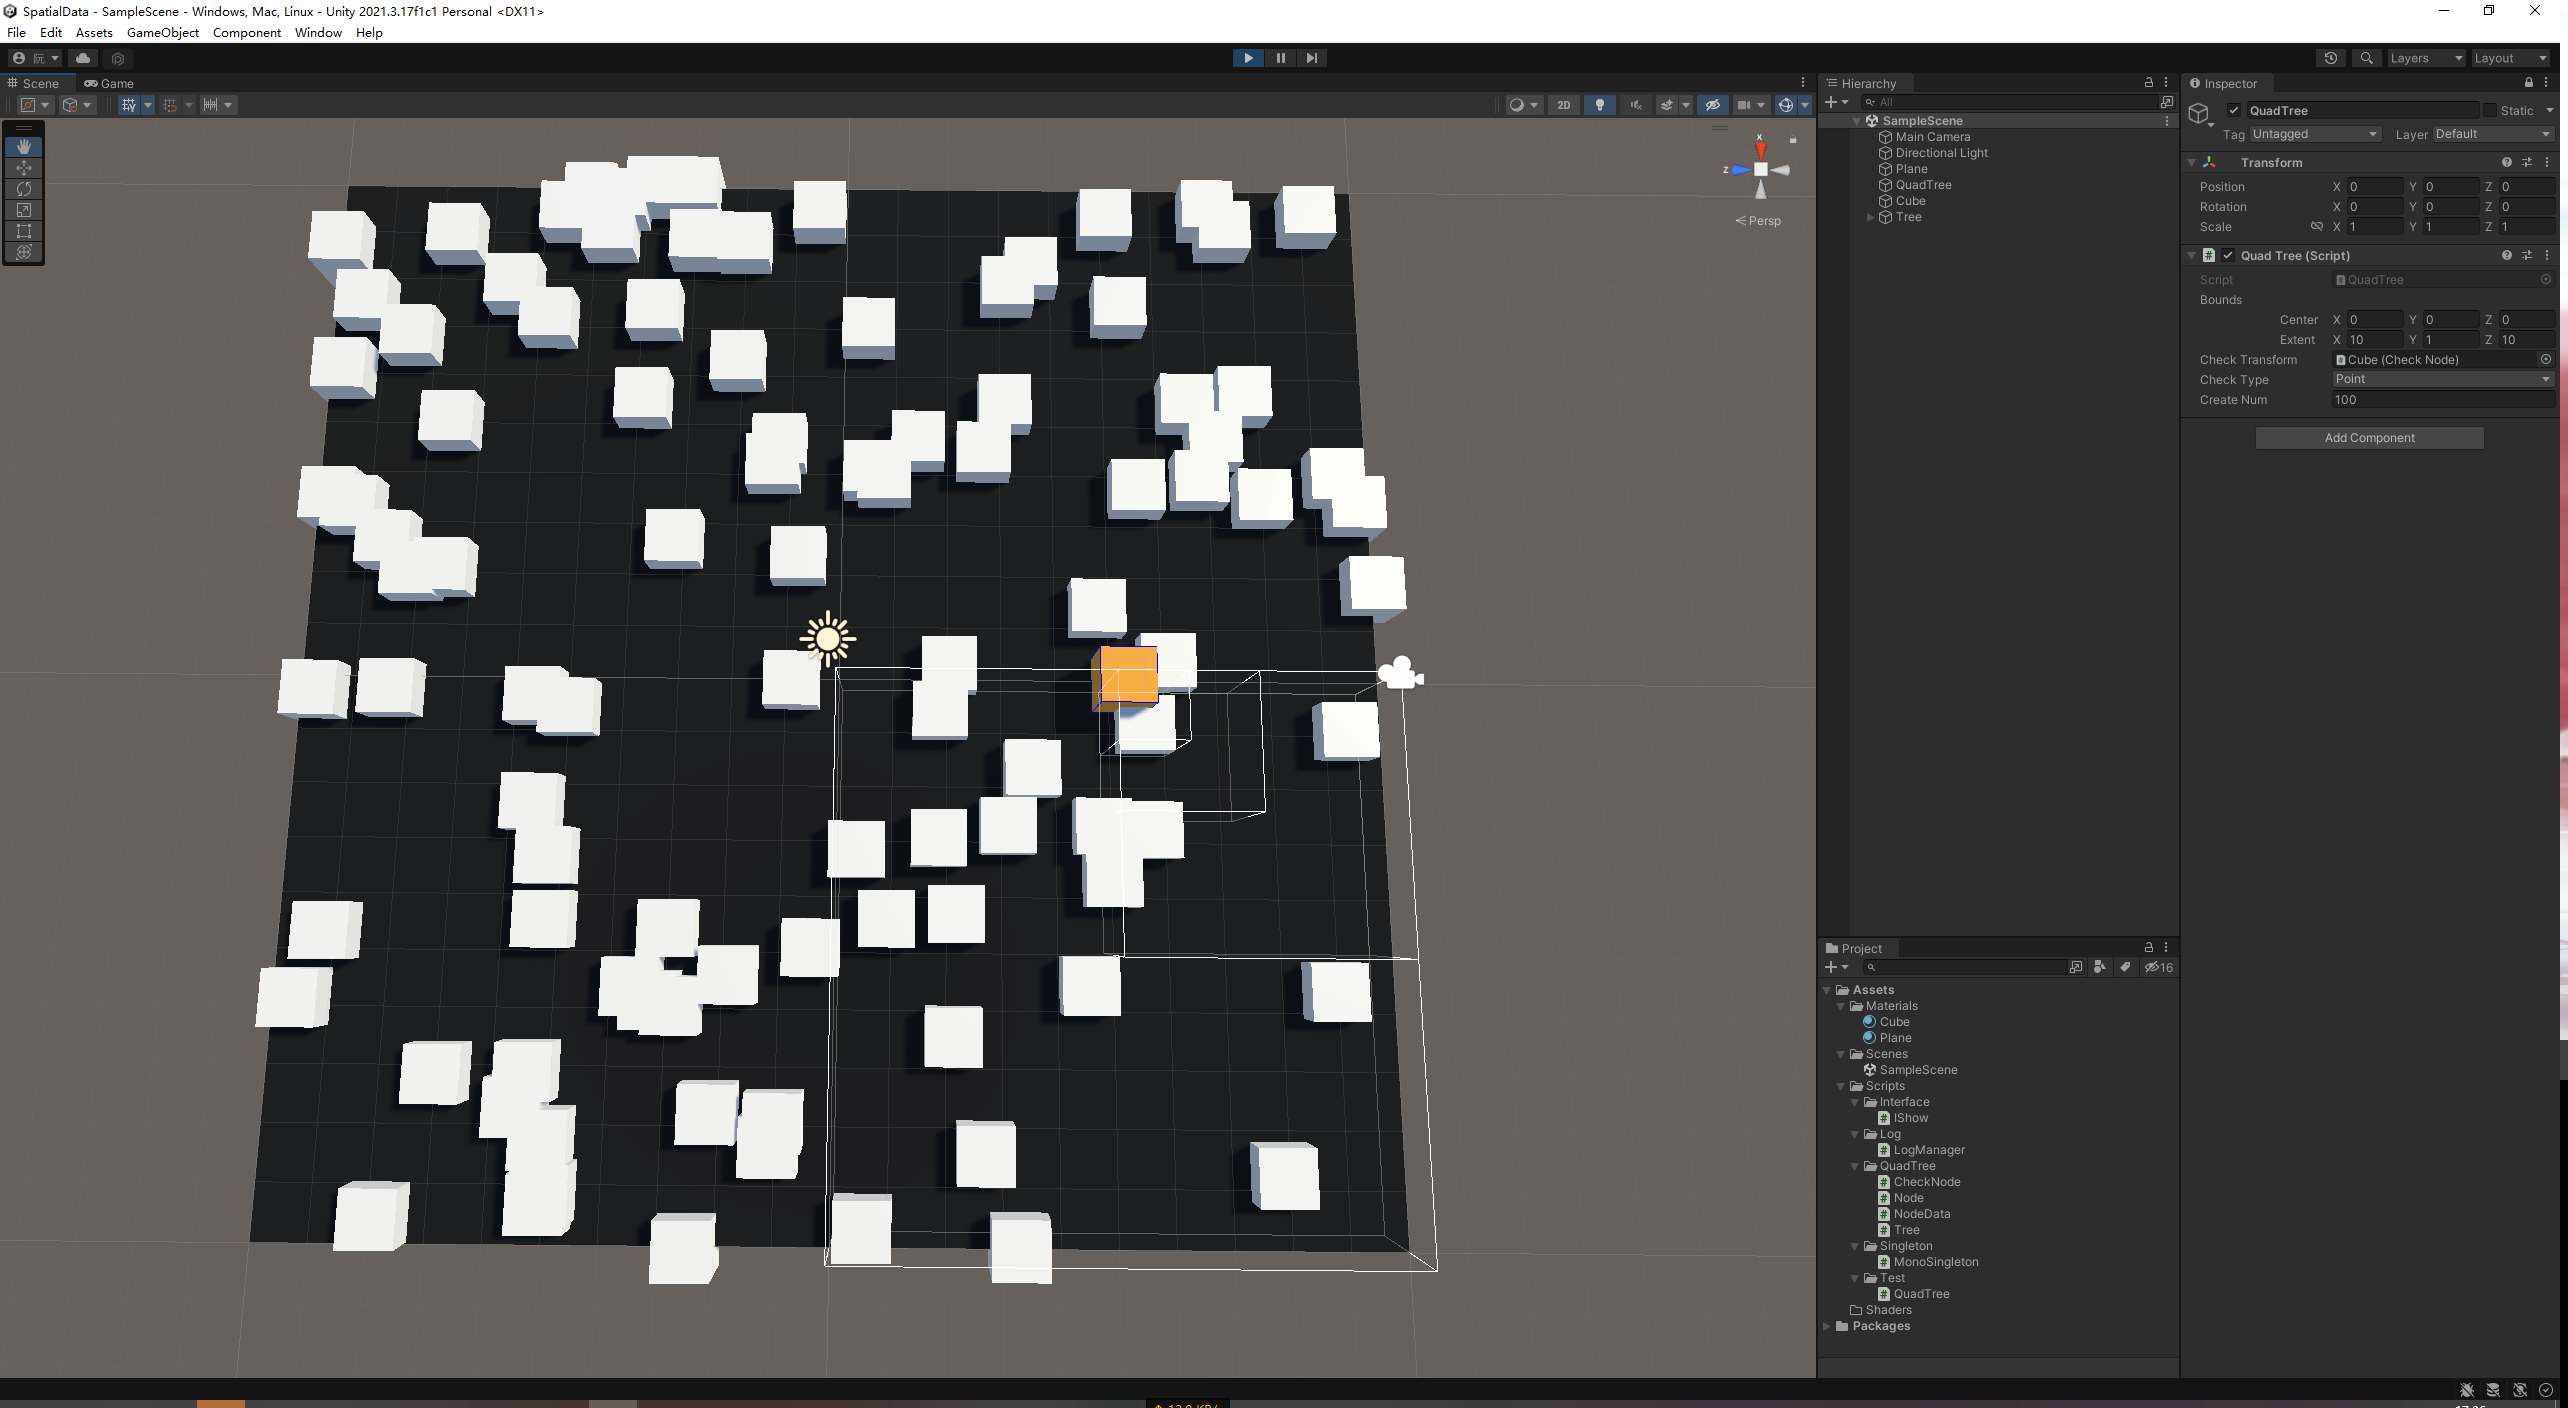 SpatialData - SampleScene - Windows, Mac, Linux - Unity 2021.3.17f1c1 Personal <DX11>
File Edit Assets GameObject Component Window Help
Layers Layout
Scene Game
2D
x
z
Persp
Hierarchy
All
SampleScene
Main Camera
Directional Light
Plane
QuadTree
Cube
Tree
Project
16
Assets
Materials
Cube
Plane
Scenes
SampleScene
Scripts
Interface
IShow
Log
LogManager
QuadTree
CheckNode
Node
NodeData
Tree
Singleton
MonoSingleton
Test
QuadTree
Shaders
Packages
Inspector
QuadTree Static
Tag Untagged Layer Default
Transform
Position X 0 Y 0 Z 0
Rotation X 0 Y 0 Z 0
Scale X 1 Y 1 Z 1
Quad Tree (Script)
Script QuadTree
Bounds
Center X 0 Y 0 Z 0
Extent X 10 Y 1 Z 10
Check Transform Cube (Check Node)
Check Type Point
Create Num 100
Add Component